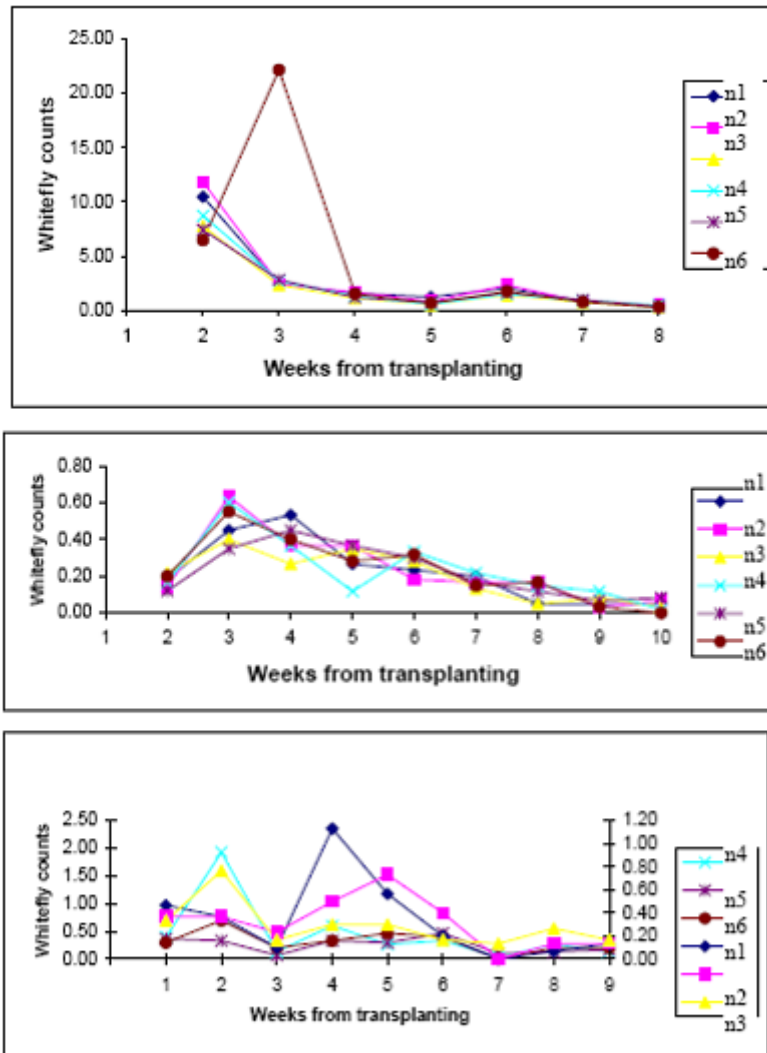 25.00
20.00
15.00
10.00
5.00
0.00
Whitefly counts
1 2 3 4 5 6 7 8
Weeks from transplanting
n1
n2
n3
n4
n5
n6
0.80
0.60
0.40
0.20
0.00
Whitefly counts
1 2 3 4 5 6 7 8 9 10
Weeks from transplanting
n1
n2
n3
n4
n5
n6
2.50
2.00
1.50
1.00
0.50
0.00
Whitefly counts
1.20
1.00
0.80
0.60
0.40
0.20
0.00
1 2 3 4 5 6 7 8 9
Weeks from transplanting
n4
n5
n6
n1
n2
n3